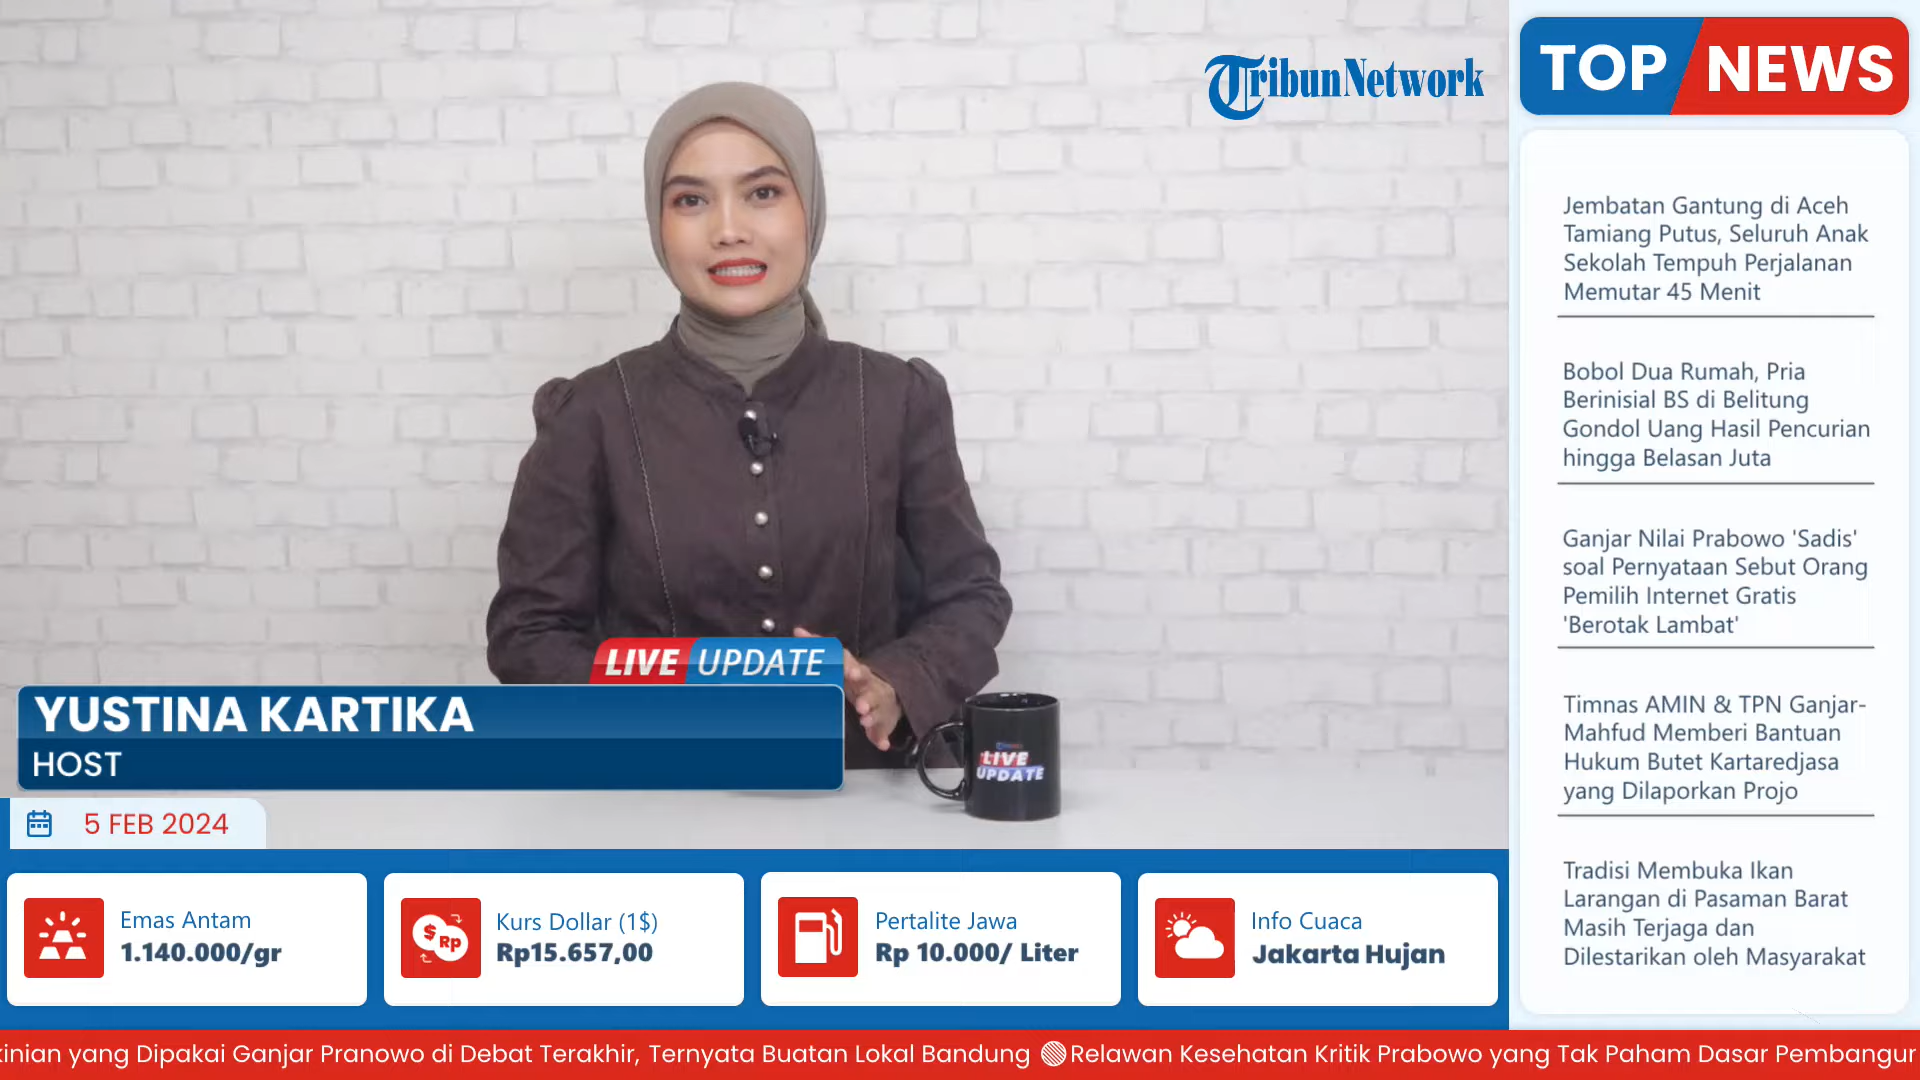 TribunNetwork
TOP NEWS
Jembatan Gantung di Aceh
Tamiang Putus, Seluruh Anak
Sekolah Tempuh Perjalanan
Memutar 45 Menit
Bobol Dua Rumah, Pria
Berinisial BS di Belitung
Gondol Uang Hasil Pencurian
hingga Belasan Juta
Ganjar Nilai Prabowo 'Sadis'
soal Pernyataan Sebut Orang
Pemilih Internet Gratis
'Berotak Lambat'
Timnas AMIN & TPN Ganjar-
Mahfud Memberi Bantuan
Hukum Butet Kartaredjasa
yang Dilaporkan Projo
Tradisi Membuka Ikan
Larangan di Pasaman Barat
Masih Terjaga dan
Dilestarikan oleh Masyarakat
LIVE UPDATE
YUSTINA KARTIKA
HOST
LIVE
UPDATE
5 FEB 2024
Emas Antam
1.140.000/gr
$ Rp
Kurs Dollar (1$)
Rp15.657,00
Pertalite Jawa
Rp 10.000/ Liter
Info Cuaca
Jakarta Hujan
kinian yang Dipakai Ganjar Pranowo di Debat Terakhir, Ternyata Buatan Lokal Bandung Relawan Kesehatan Kritik Prabowo yang Tak Paham Dasar Pembangur